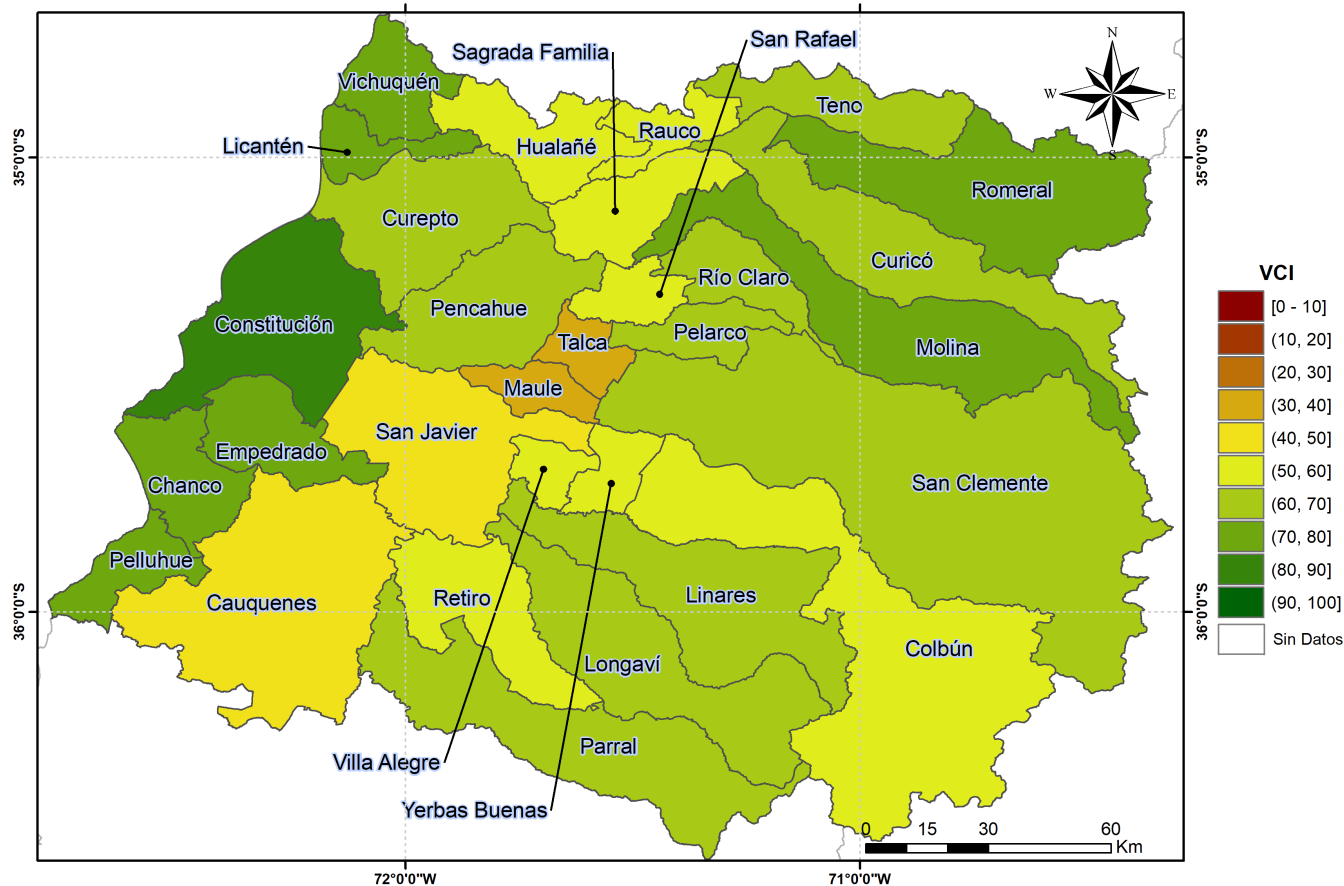 San Rafael
Sagrada Familia
N
W
E
S
Vichuquén
Teno
Rauco
Licantén
Hualañé
35°0'0"S
35°0'0"S
Romeral
Curepto
Curicó
Río Claro
Pencahue
Constitución
Pelarco
Talca
Molina
Maule
San Javier
Empedrado
Chanco
San Clemente
Pelluhue
Cauquenes
Retiro
Linares
36°0'0"S
36°0'0"S
Colbún
Longaví
Parral
Villa Alegre
Yerbas Buenas
0 15 30 60
Km
72°0'0"W
71°0'0"W
VCI
[0 - 10]
(10, 20]
(20, 30]
(30, 40]
(40, 50]
(50, 60]
(60, 70]
(70, 80]
(80, 90]
(90, 100]
Sin Datos